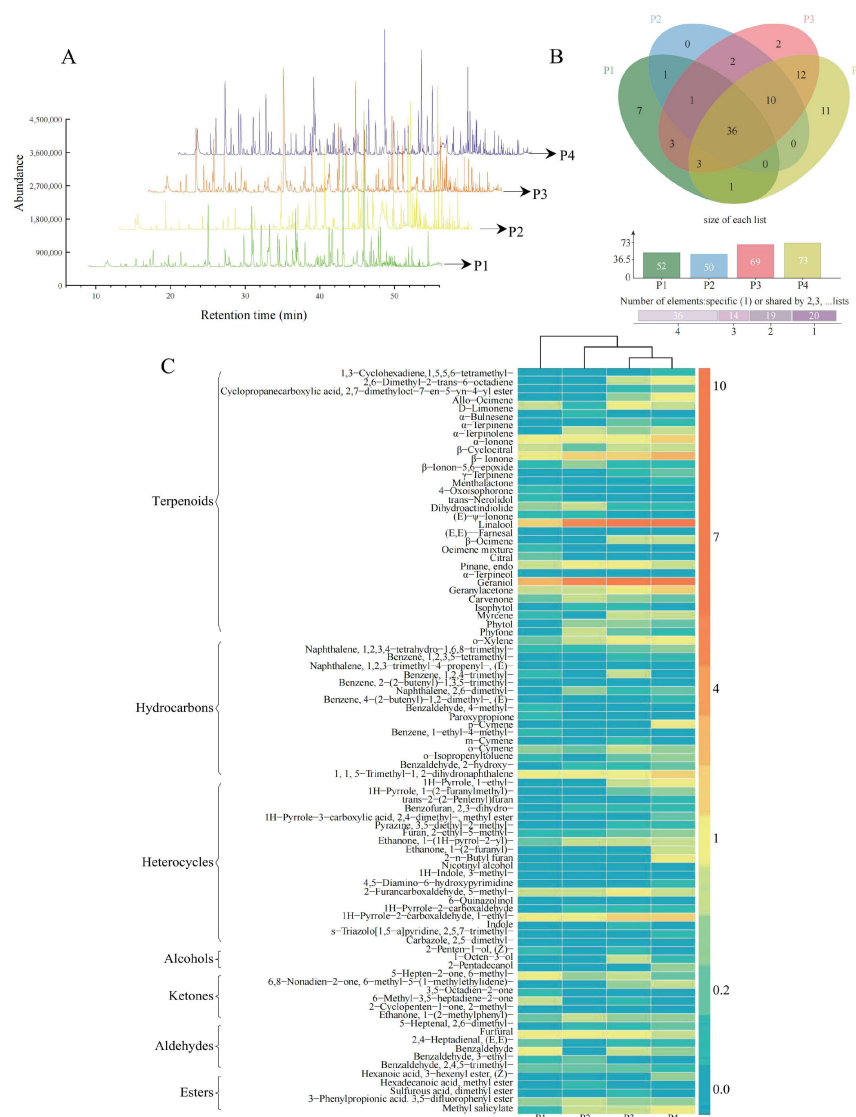 A
Abundance
4,500,000
3,600,000
2,700,000
1,800,000
900,000
0
P4
P3
P2
P1
10
20
30
40
50
Retention time (min)
B
P1
P2
P3
0
2
7
1
2
12
11
1
10
36
3
0
3
0
1
size of each list
73
36.5
0
52
50
69
73
P1
P2
P3
P4
Number of elements:specific (1) or shared by 2,3, ...lists
36
14
19
20
4
3
2
1
C
Terpenoids
1,3−Cyclohexadiene,1,5,5,6−tetramethyl−
2,6−Dimethyl−2−trans−6−octadiene
Cyclopropanecarboxylic acid, 2,7−dimethyloct−7−en−5−yn−4−yl ester
Allo−Ocimene
D−Limonene
α−Bulnesene
α−Terpinene
α−Terpinolene
α−Ionone
β−Cyclocitral
β− Ionone
β−Ionon−5,6−epoxide
γ−Terpinene
Menthalactone
4−Oxoisophorone
trans−Nerolidol
Dihydroactindiolide
(E)−ψ−Ionone
Linalool
(E,E)−−Farnesal
β−Ocimene
Ocimene mixture
Citral
Pinane, endo
α−Terpineol
Geraniol
Geranylacetone
Carvenone
Isophytol
Myrcene
Phytol
Phyfone
Hydrocarbons
o−Xylene
Naphthalene, 1,2,3,4−tetrahydro−1,6,8−trimethyl−
Benzene, 1,2,3,5−tetramethyl−
Naphthalene, 1,2,3−trimethyl−4−propenyl−, (E)−
Benzene, 1,2,4−trimethyl−
Benzene, 2−(2−butenyl)−1,3,5−trimethyl−
Naphthalene, 2,6−dimethyl−
Benzene, 4−(2−butenyl)−1,2−dimethyl−, (E)−
Benzaldehyde, 4−methyl−
Paroxypropione
p−Cymene
Benzene, 1−ethyl−4−methyl−
m−Cymene
o−Cymene
o−Isopropenyltoluene
Benzaldehyde, 2−hydroxy−
1, 1, 5−Trimethyl−1, 2−dihydronaphthalene
Heterocycles
1H−Pyrrole, 1−ethyl−
1H−Pyrrole, 1−(2−furanylmethyl)−
trans−2−(2−Pentenyl)furan
Benzofuran, 2,3−dihydro−
1H−Pyrrole−3−carboxylic acid, 2,4−dimethyl−, methyl ester
Pyrazine, 3,5−diethyl−2−methyl−
Furan, 2−ethyl−5−methyl−
Ethanone, 1−(1H−pyrrol−2−yl)−
Ethanone, 1−(2−furanyl)−
2−n−Butyl furan
Nicotinyl alcohol
1H−Indole, 3−methyl−
4,5−Diamino−6−hydroxypyrimidine
2−Furancarboxaldehyde, 5−methyl−
6−Quinazolinol
1H−Pyrrole−2−carboxaldehyde
1H−Pyrrole−2−carboxaldehyde, 1−ethyl−
Indole
s−Triazolo[1,5−a]pyridine, 2,5,7−trimethyl−
Carbazole, 2,5−dimethyl−
Alcohols
2−Penten−1−ol, (Z)−
1−Octen−3−ol
2−Pentadecanol
Ketones
5−Hepten−2−one, 6−methyl−
6,8−Nonadien−2−one, 6−methyl−5−(1−methylethylidene)−
3,5−Octadien−2−one
6−Methyl−3,5−heptadiene−2−one
2−Cyclopenten−1−one, 2−methyl−
Ethanone, 1−(2−methylphenyl)−
Aldehydes
5−Heptenal, 2,6−dimethyl−
Furfural
2,4−Heptadienal, (E,E)−
Benzaldehyde
Benzaldehyde, 3−ethyl−
Benzaldehyde, 2,4,5−trimethyl−
Esters
Hexanoic acid, 3−hexenyl ester, (Z)−
Hexadecanoic acid, methyl ester
Sulfurous acid, dimethyl ester
3−Phenylpropionic acid. 3,5−difluorophenyl ester
Methyl salicylate
10
7
4
1
0.2
0.0
P1
P2
P3
P4